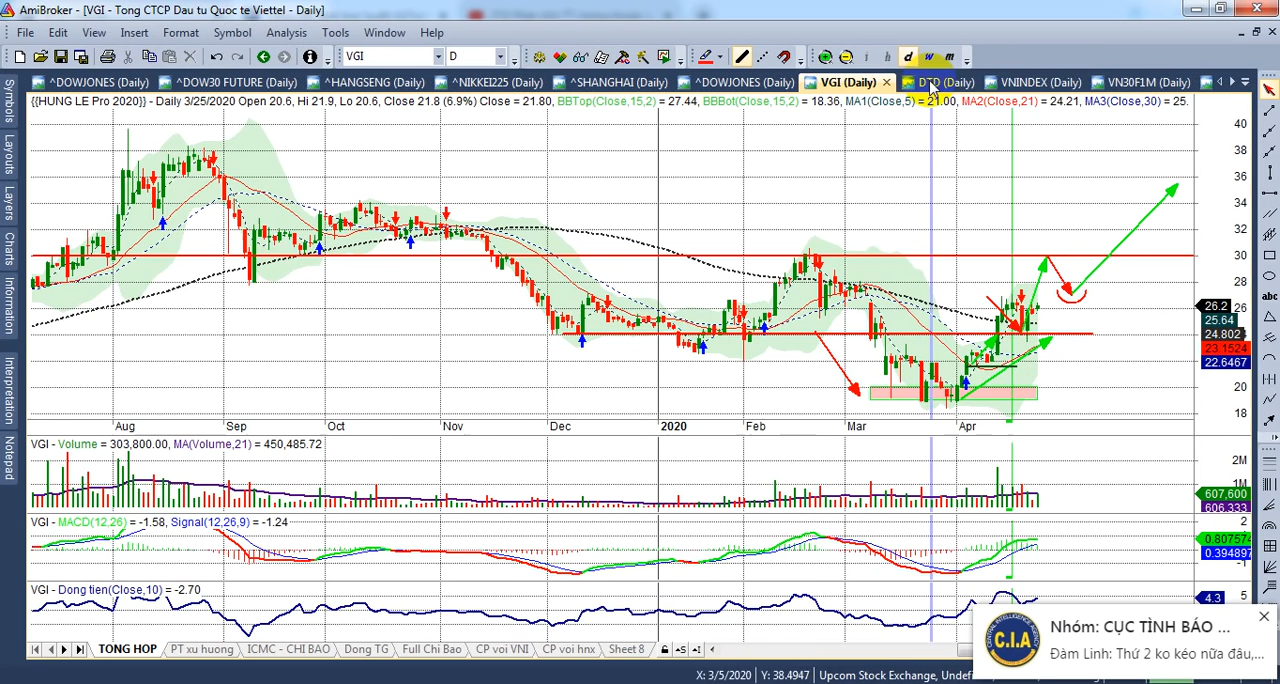 AmiBroker - [VGI - Tong CTCP Dau tu Quoc te Viettel - Daily]
File Edit View Insert Format Symbol Analysis Tools Window Help
VGI D d w m
^DOWJONES (Daily) ^DOW30 FUTURE (Daily) ^HANGSENG (Daily) ^NIKKEI225 (Daily) ^SHANGHAI (Daily) ^DOWJONES (Daily) VGI (Daily) DTD (Daily) VNINDEX (Daily) VN30F1M (Daily)
{{HUNG LE Pro 2020}} - Daily 3/25/2020 Open 20.6, Hi 21.9, Lo 20.6, Close 21.8 (6.9%) Close = 21.80, BBTop(Close,15,2) = 27.44, BBBot(Close,15,2) = 18.36, MA1(Close,5) = 21.00, MA2(Close,21) = 24.21, MA3(Close,30) = 25.
Symbols
Layouts
Layers
Charts
Information
Interpretation
Notepad
abc
40
38
36
34
32
30
28
26.2
25.64
24.802
23.1524
22.6467
20
18
Aug Sep Oct Nov Dec 2020 Feb Mar Apr
VGI - Volume = 303,800.00, MA(Volume,21) = 450,485.72
2M
1M
607,600
606,333
VGI - MACD(12,26) = -1.58, Signal(12,26,9) = -1.24
2
0.807574
0.394897
-1
VGI - Dong tien(Close,10) = -2.70
5
4.3
TONG HOP PT xu huong ICMC - CHI BAO Dong TG Full Chi Bao CP voi VNI CP voi hnx Sheet 8
X: 3/5/2020 Y: 38.4947 Upcom Stock Exchange, Undef
CENTRAL INTELLIGENCE AGENCY
C.I.A
Nhóm: CỤC TÌNH BÁO ...
Đàm Linh: Thứ 2 ko kéo nữa đâu,...